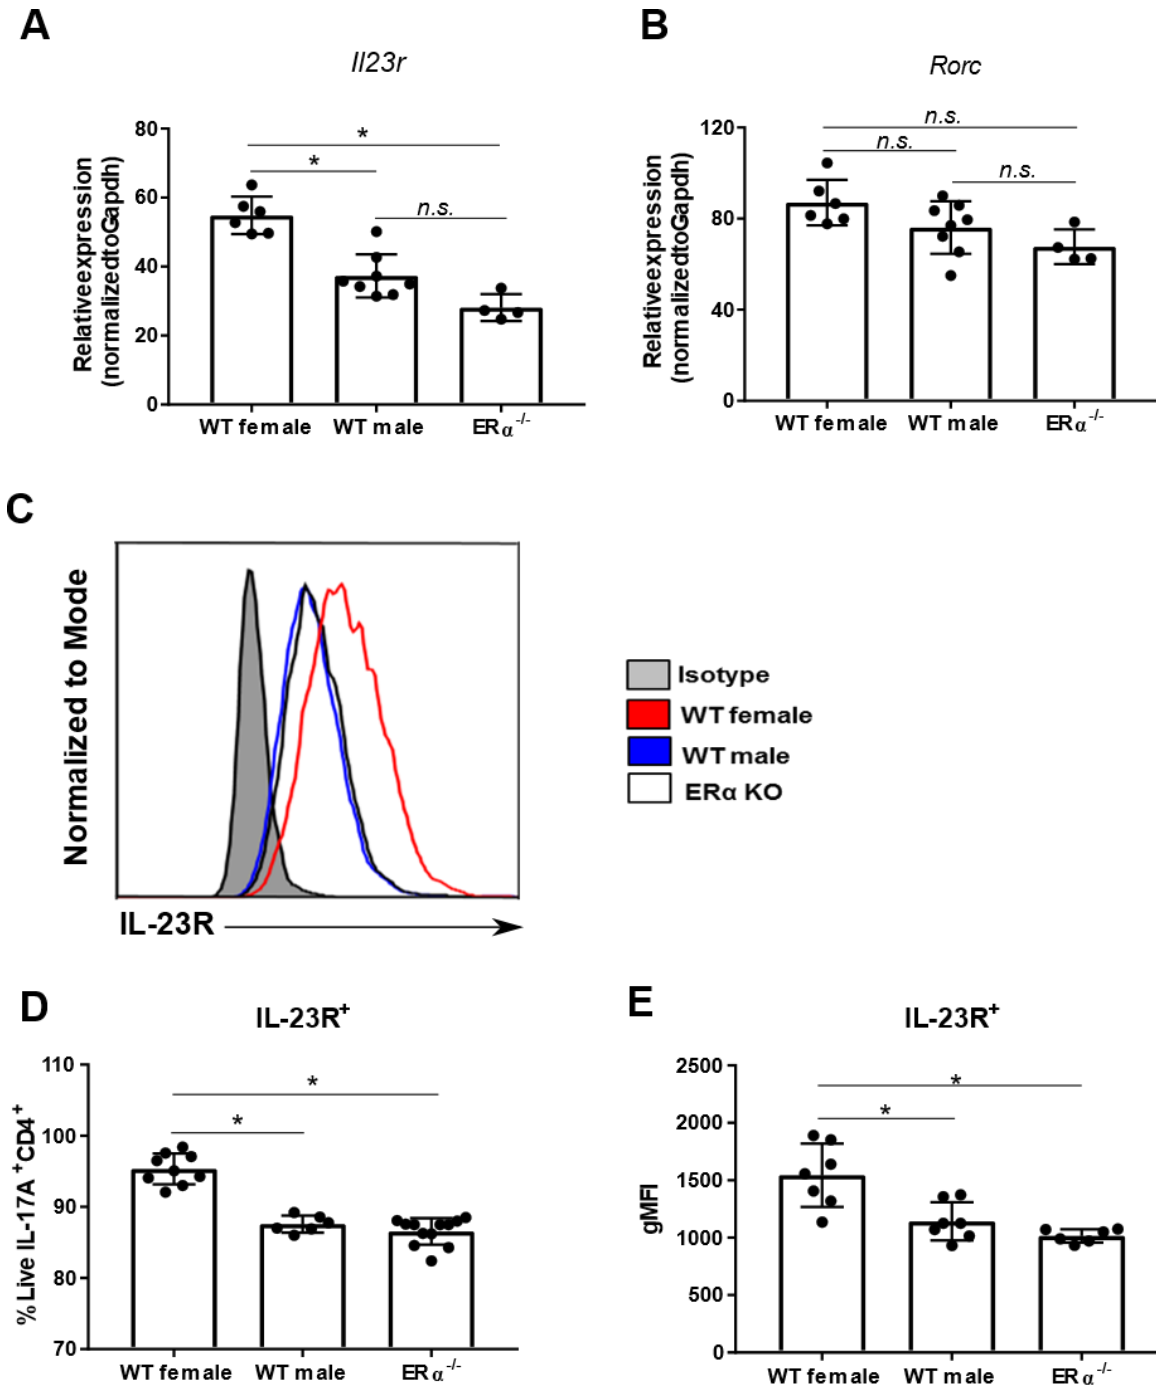 A
Il23r
Relativeexpression
(normalizedtoGapdh)
80
60
40
20
0
*
*
n.s.
WT female
WT male
ERα-/-
B
Rorc
Relativeexpression
(normalizedtoGapdh)
120
80
40
0
n.s.
n.s.
n.s.
WT female
WT male
ERα-/-
C
Normalized to Mode
IL-23R
Isotype
WT female
WT male
ERα KO
D
IL-23R+
% Live IL-17A +CD4+
110
100
90
80
70
*
*
WT female
WT male
ERα-/-
E
IL-23R+
gMFI
2500
2000
1500
1000
500
0
*
*
WT female
WT male
ERα-/-